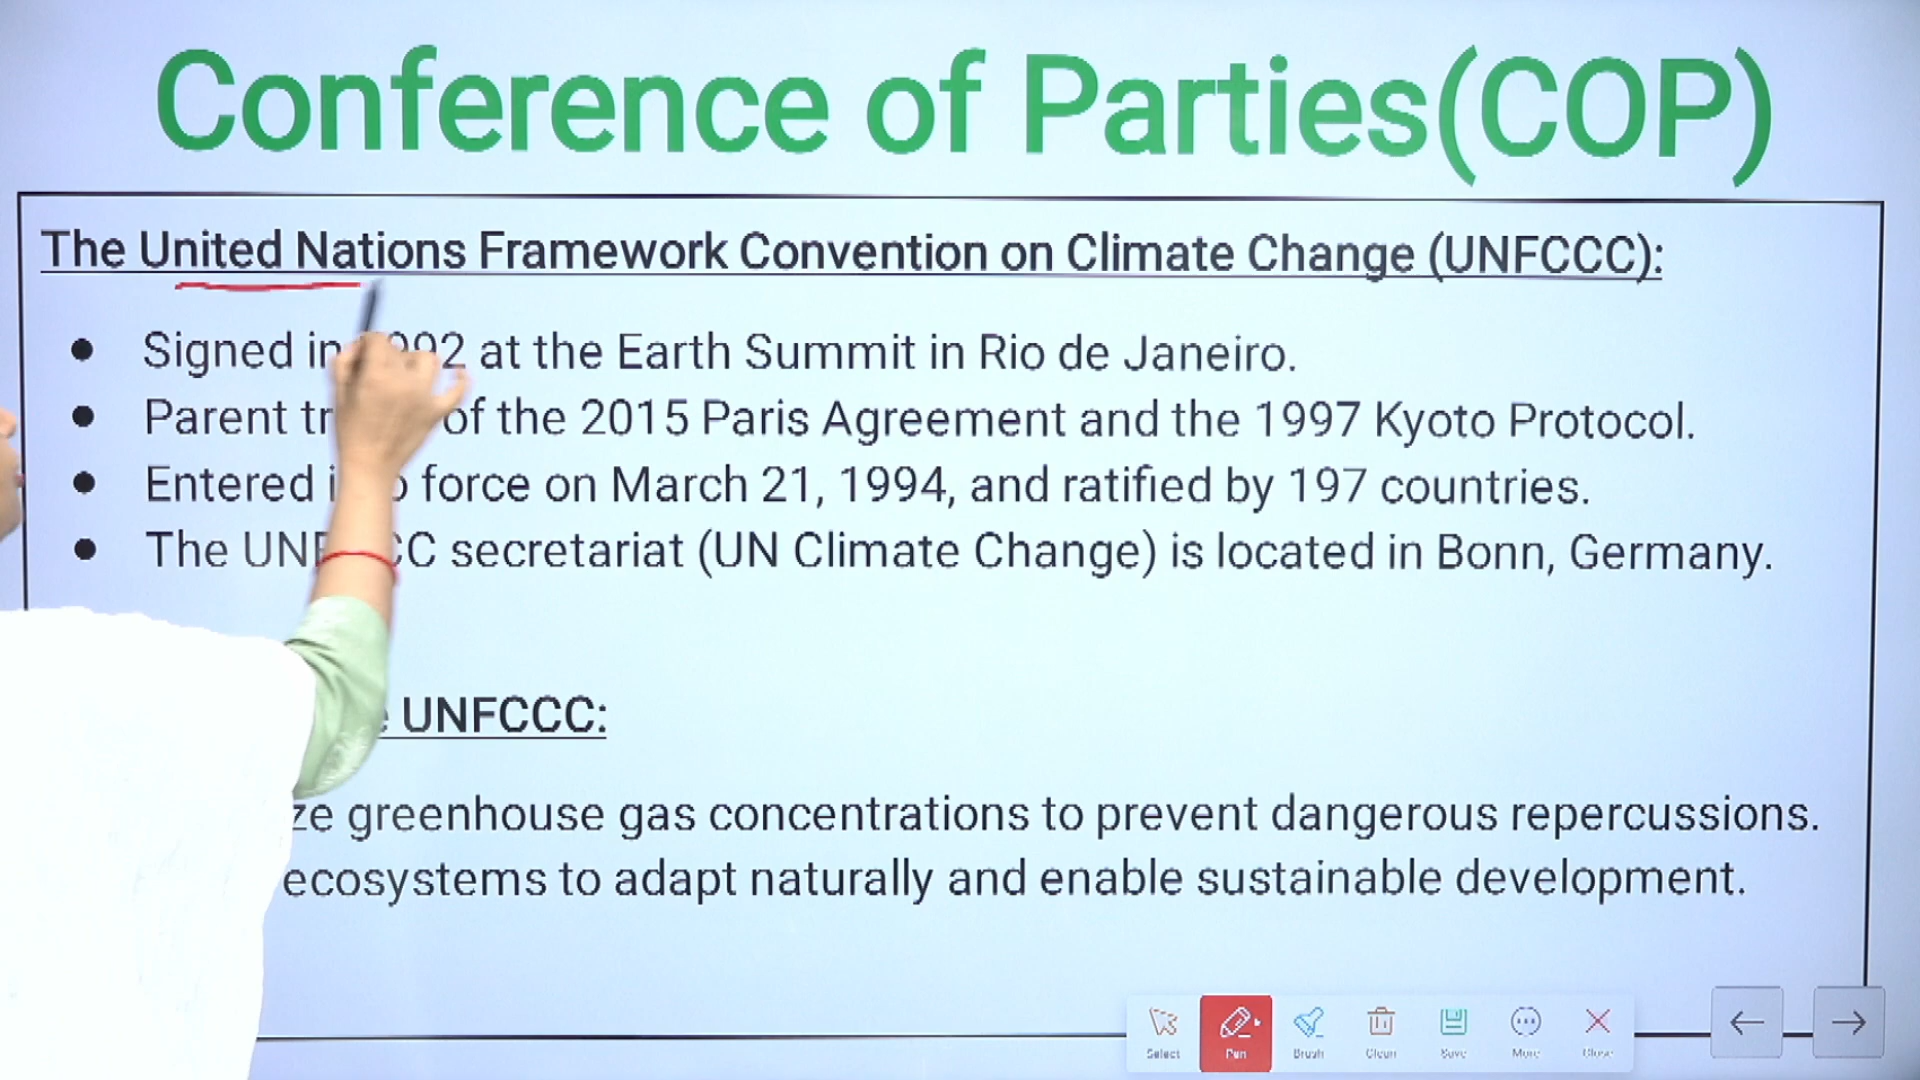 Conference of Parties(COP)
The United Nations Framework Convention on Climate Change (UNFCCC):
• Signed in 1992 at the Earth Summit in Rio de Janeiro.
• Parent of the 2015 Paris Agreement and the 1997 Kyoto Protocol.
• Entered into force on March 21, 1994, and ratified by 197 countries.
• The UNFCCC secretariat (UN Climate Change) is located in Bonn, Germany.
UNFCCC:
greenhouse gas concentrations to prevent dangerous repercussions.
ecosystems to adapt naturally and enable sustainable development.
Select Pen Brush Clean Save More Close